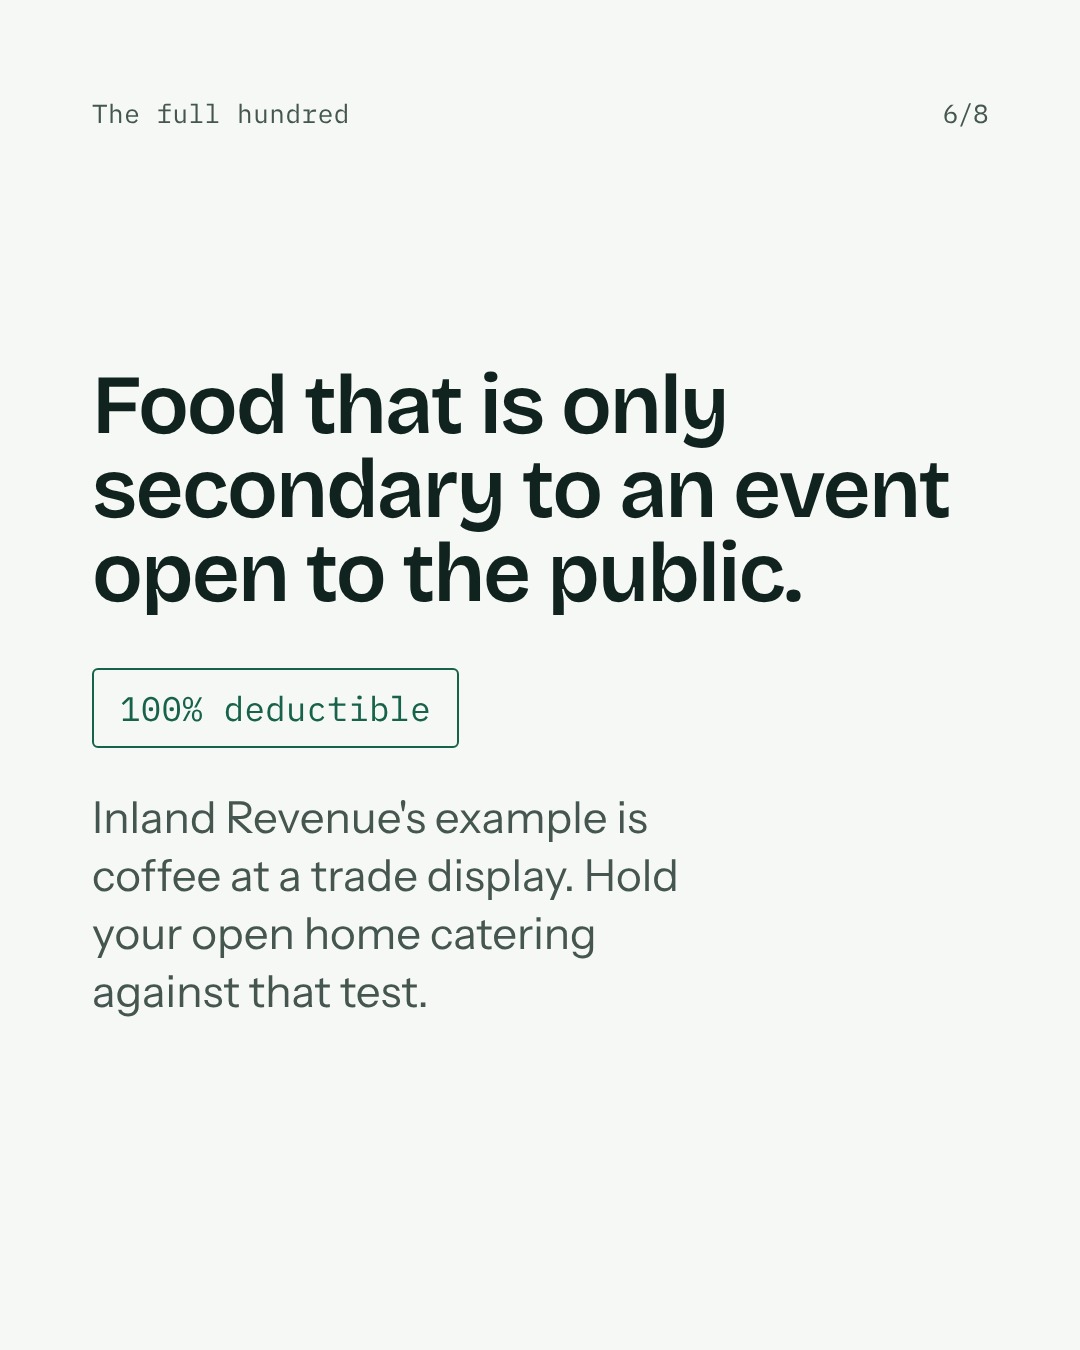 The full hundred
6/8
Food that is only
secondary to an event
open to the public.
100% deductible
Inland Revenue's example is
coffee at a trade display. Hold
your open home catering
against that test.